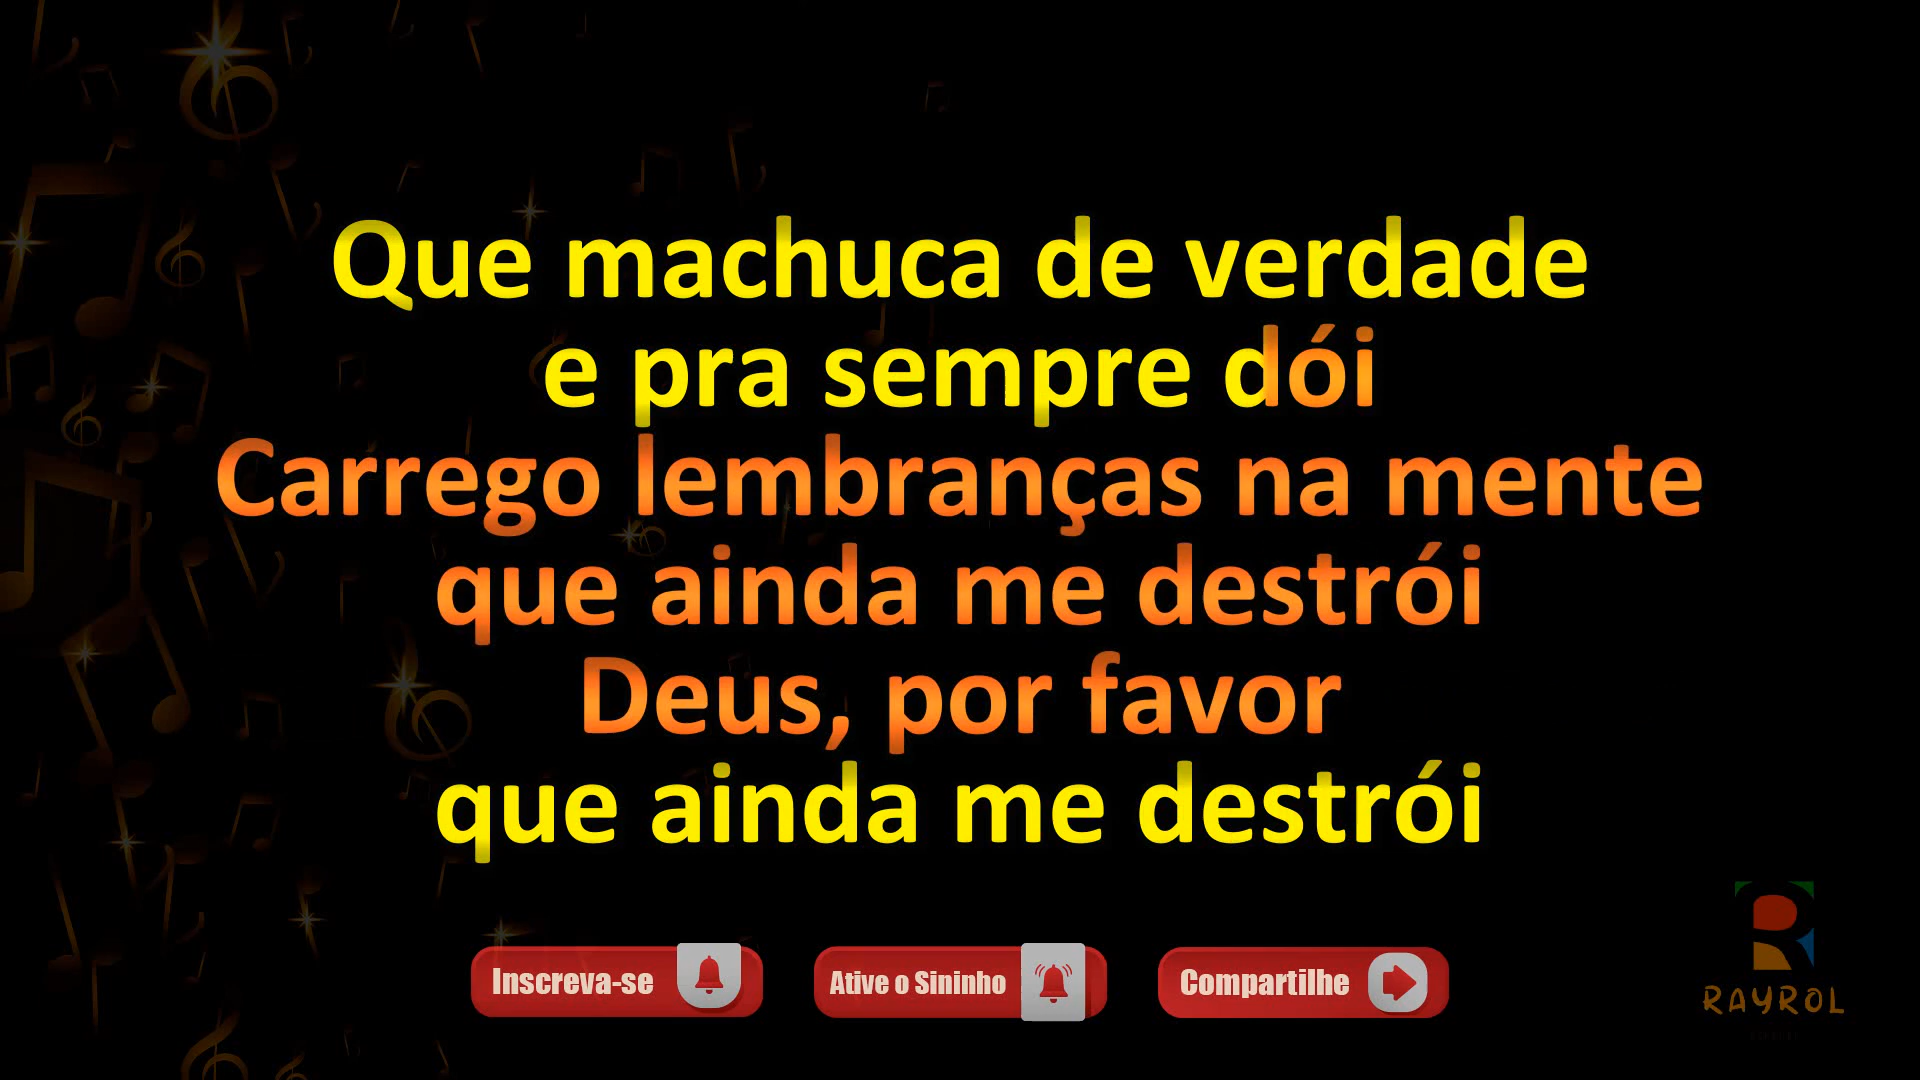 Que machuca de verdade
e pra sempre dói
Carrego lembranças na mente
que ainda me destrói
Deus, por favor
que ainda me destrói
Inscreva-se
Ative o Sininho
Compartilhe
RAYROL